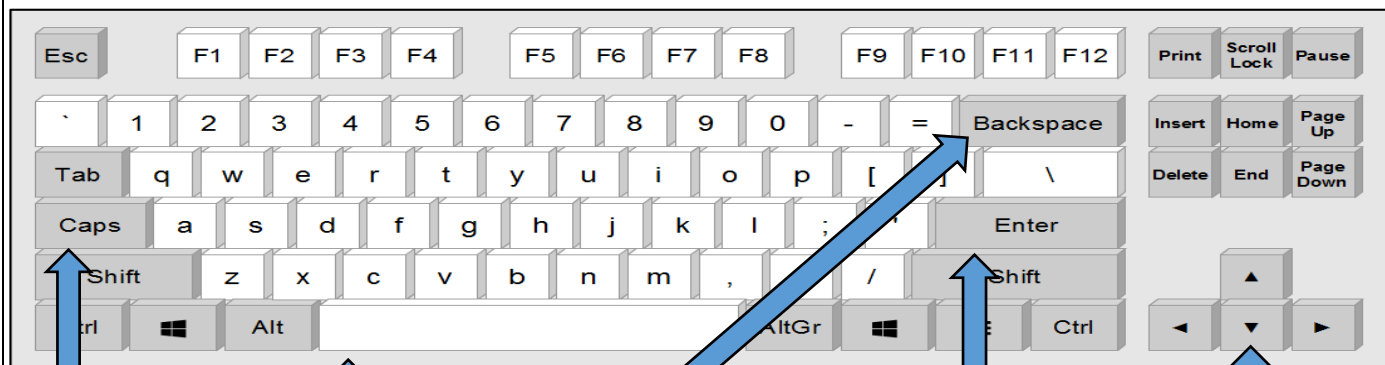 Esc F1 F2 F3 F4 F5 F6 F7 F8 F9 F10 F11 F12 Print Scroll Lock Pause
` 1 2 3 4 5 6 7 8 9 0 - = Backspace Insert Home Page Up
Tab q w e r t y u i o p [ ] \ Delete End Page Down
Caps a s d f g h j k l ; ' Enter
Shift z x c v b n m , / Shift
Alt AltGr Ctrl